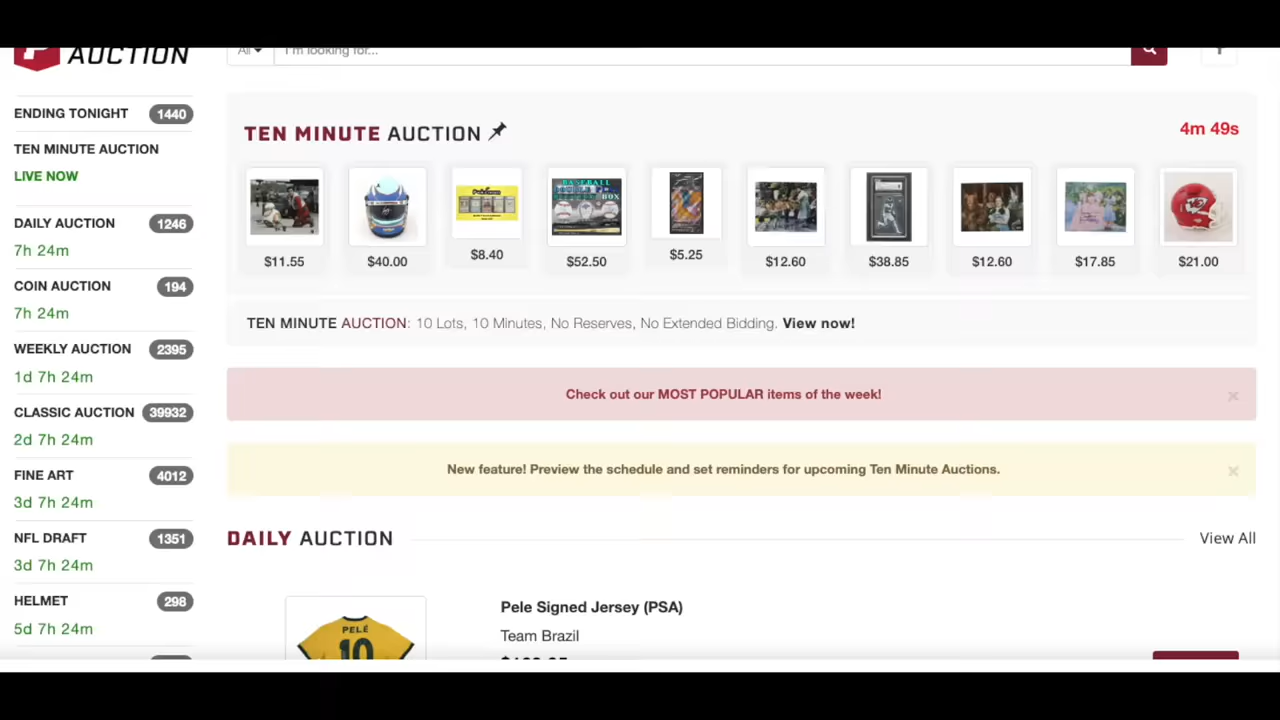 AUCTION
All
I'm looking for...
ENDING TONIGHT 1440
TEN MINUTE AUCTION
LIVE NOW
DAILY AUCTION 1246
7h 24m
COIN AUCTION 194
7h 24m
WEEKLY AUCTION 2395
1d 7h 24m
CLASSIC AUCTION 39932
2d 7h 24m
FINE ART 4012
3d 7h 24m
NFL DRAFT 1351
3d 7h 24m
HELMET 298
5d 7h 24m
TEN MINUTE AUCTION
4m 49s
BASEBALL
BOX
$11.55
$40.00
$8.40
$52.50
$5.25
$12.60
$38.85
$12.60
$17.85
$21.00
TEN MINUTE AUCTION: 10 Lots, 10 Minutes, No Reserves, No Extended Bidding. View now!
Check out our MOST POPULAR items of the week!
×
New feature! Preview the schedule and set reminders for upcoming Ten Minute Auctions.
×
DAILY AUCTION
View All
PELÉ
10
Pele Signed Jersey (PSA)
Team Brazil